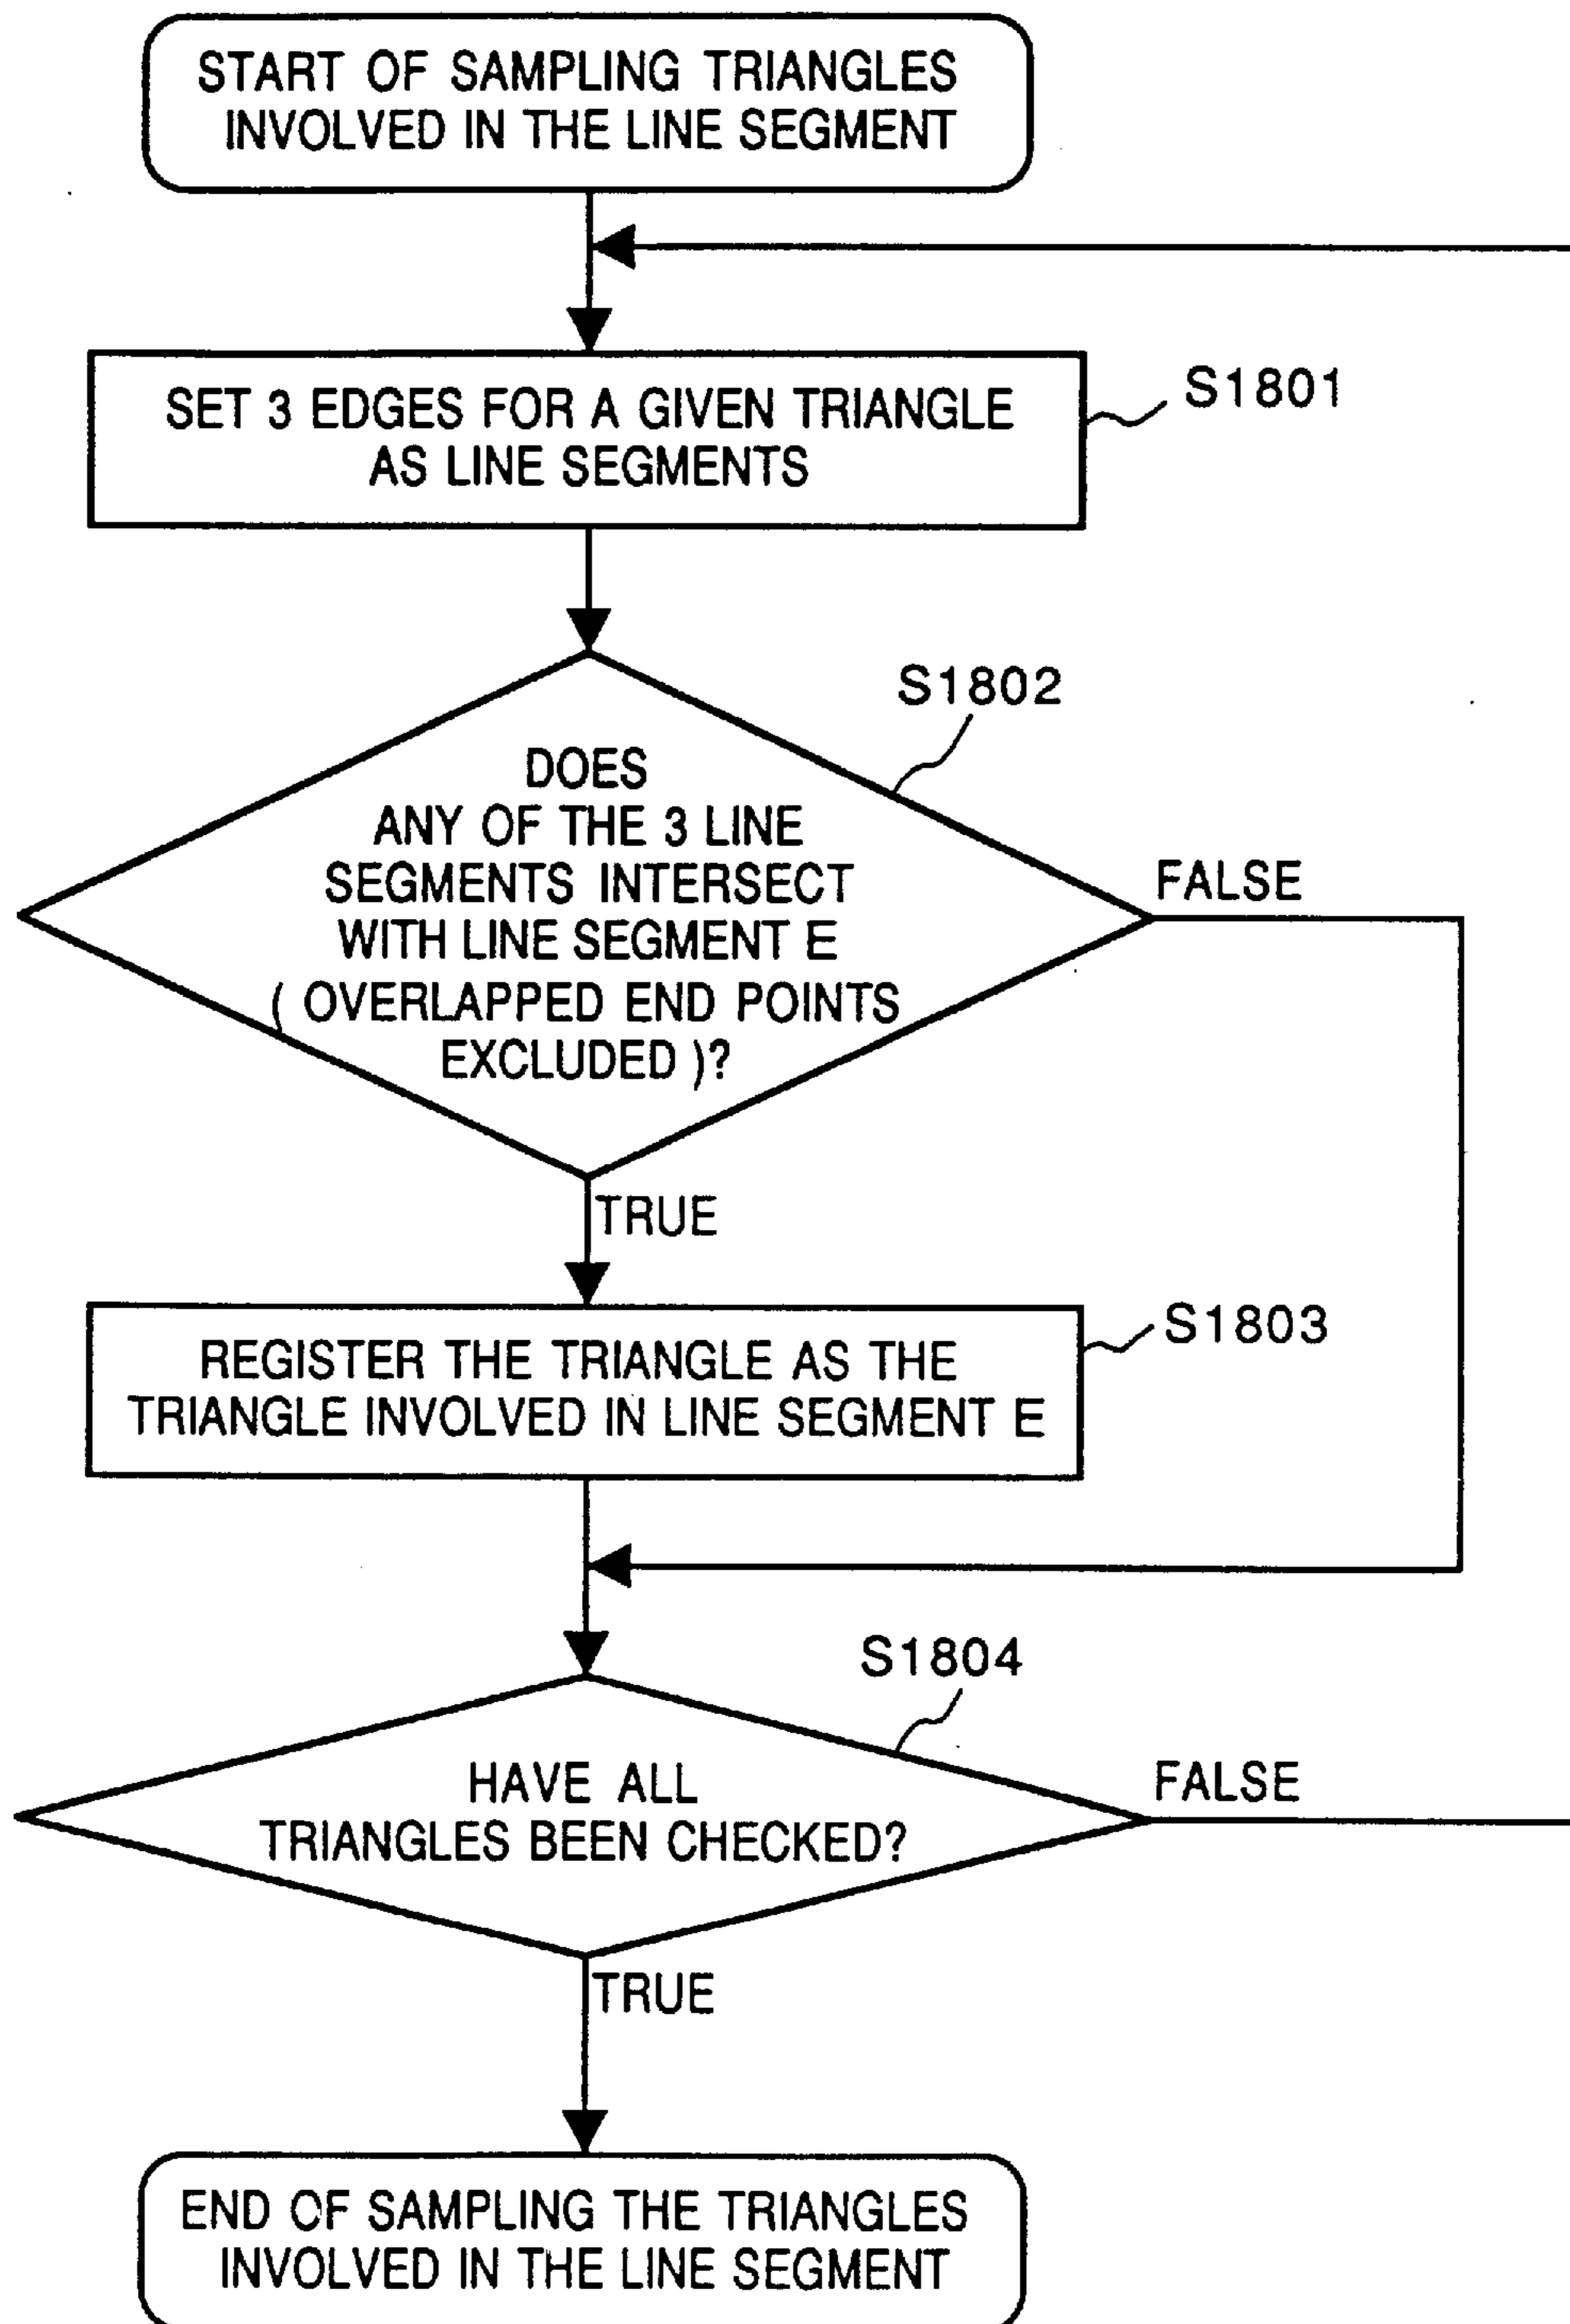 START OF SAMPLING TRIANGLES
INVOLVED IN THE LINE SEGMENT
SET 3 EDGES FOR A GIVEN TRIANGLE
AS LINE SEGMENTS
S1801
S1802
DOES
ANY OF THE 3 LINE
SEGMENTS INTERSECT
WITH LINE SEGMENT E
( OVERLAPPED END POINTS
EXCLUDED )?
FALSE
TRUE
REGISTER THE TRIANGLE AS THE
TRIANGLE INVOLVED IN LINE SEGMENT E
S1803
S1804
HAVE ALL
TRIANGLES BEEN CHECKED?
FALSE
TRUE
END OF SAMPLING THE TRIANGLES
INVOLVED IN THE LINE SEGMENT